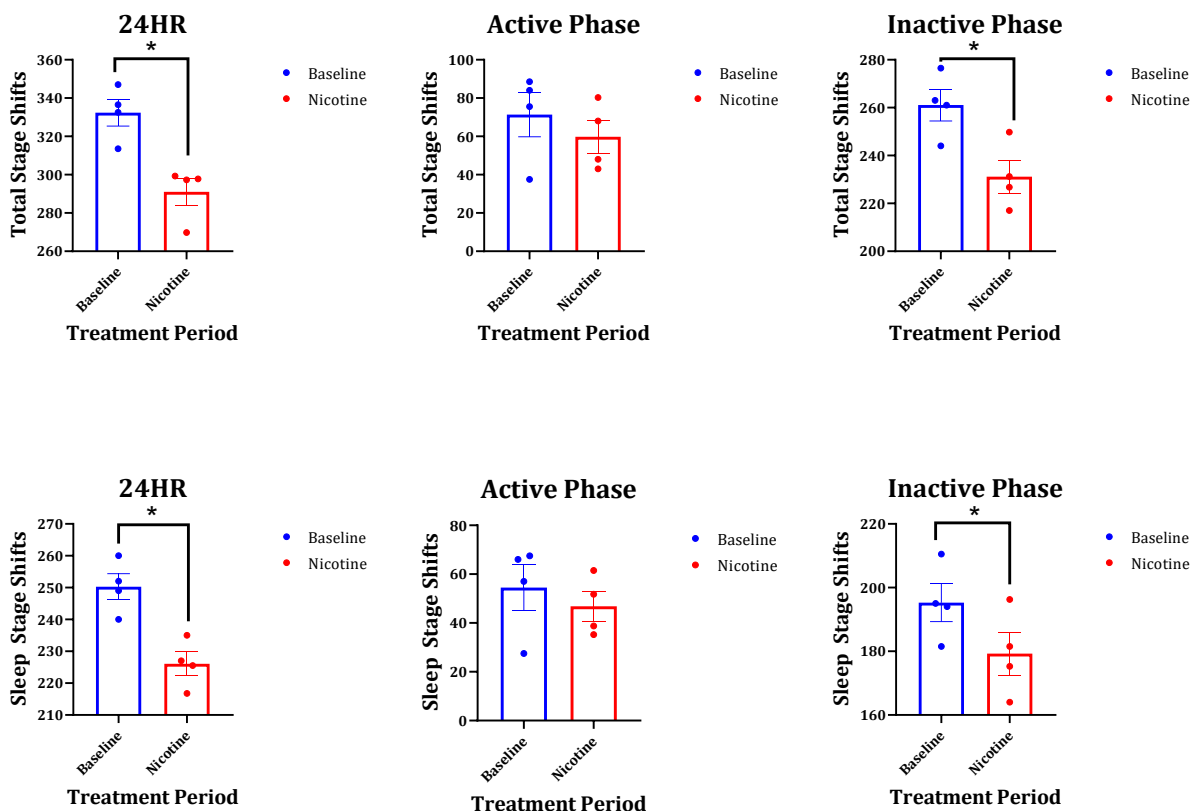 24HR
*
Total Stage Shifts
360
340
320
300
280
260
Baseline
Nicotine
Treatment Period
Baseline
Nicotine
Active Phase
Total Stage Shifts
100
80
60
40
20
0
Baseline
Nicotine
Treatment Period
Baseline
Nicotine
Inactive Phase
*
Total Stage Shifts
280
260
240
220
200
Baseline
Nicotine
Treatment Period
Baseline
Nicotine
24HR
*
Sleep Stage Shifts
270
260
250
240
230
220
210
Baseline
Nicotine
Treatment Period
Baseline
Nicotine
Active Phase
Sleep Stage Shifts
80
60
40
20
0
Baseline
Nicotine
Treatment Period
Baseline
Nicotine
Inactive Phase
*
Sleep Stage Shifts
220
200
180
160
Baseline
Nicotine
Treatment Period
Baseline
Nicotine